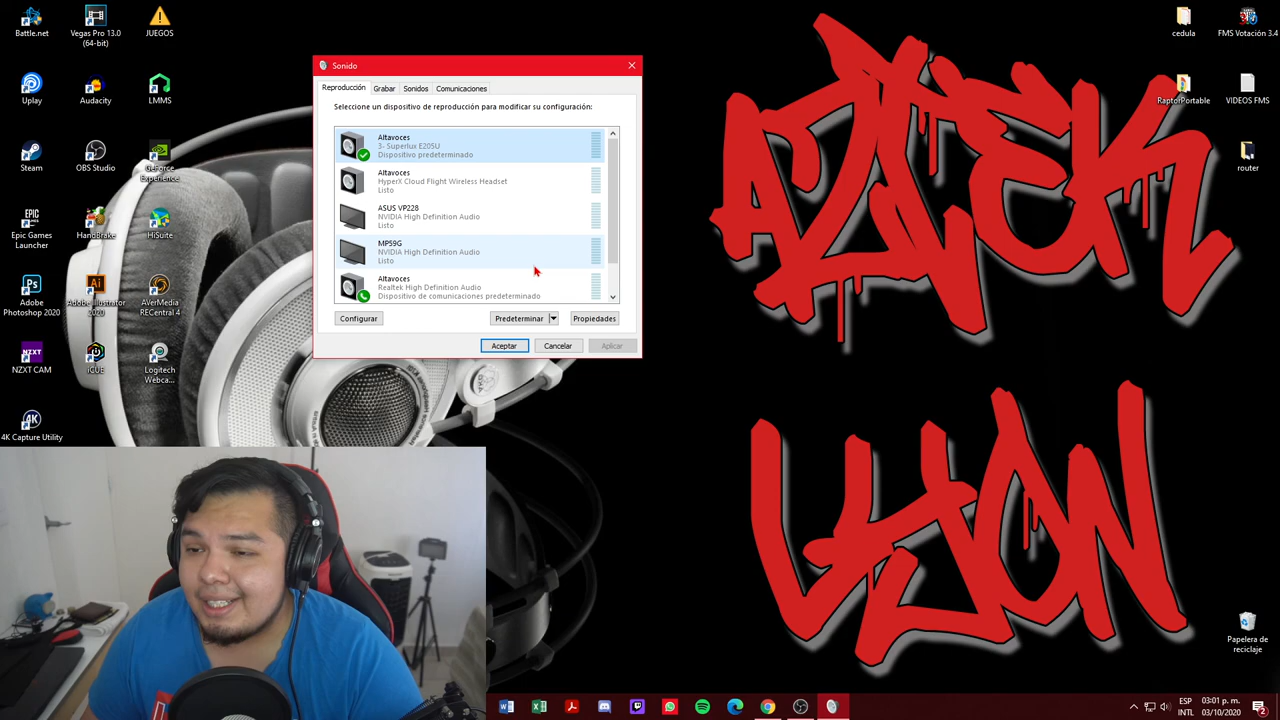 Battle.net
Vegas Pro 13.0
(64-bit)
JUEGOS
cedula
FMS Votación 3.4
Uplay
Audacity
LMMS
RaptorPortable
VIDEOS FMS
Steam
OBS Studio
GeForce
Experience
router
Epic Games
Launcher
HandBrake
HiSuite
Adobe
Photoshop 2020
Adobe Illustrator
2020
AVerMedia
RECentral 4
NZXT CAM
iCUE
Logitech
Webca...
4K Capture Utility
Papelera de
reciclaje
Sonido
Reproducción
Grabar
Sonidos
Comunicaciones
Seleccione un dispositivo de reproducción para modificar su configuración:
Altavoces
3- Superlux E205U
Dispositivo predeterminado
Altavoces
HyperX Cloud Flight Wireless Headset
Listo
ASUS VP228
NVIDIA High Definition Audio
Listo
MP59G
NVIDIA High Definition Audio
Listo
Altavoces
Realtek High Definition Audio
Dispositivo de comunicaciones predeterminado
Configurar
Predeterminar
Propiedades
Aceptar
Cancelar
Aplicar
AZTEK
LYON
ESP
INTL
03:01 p. m.
03/10/2020
2